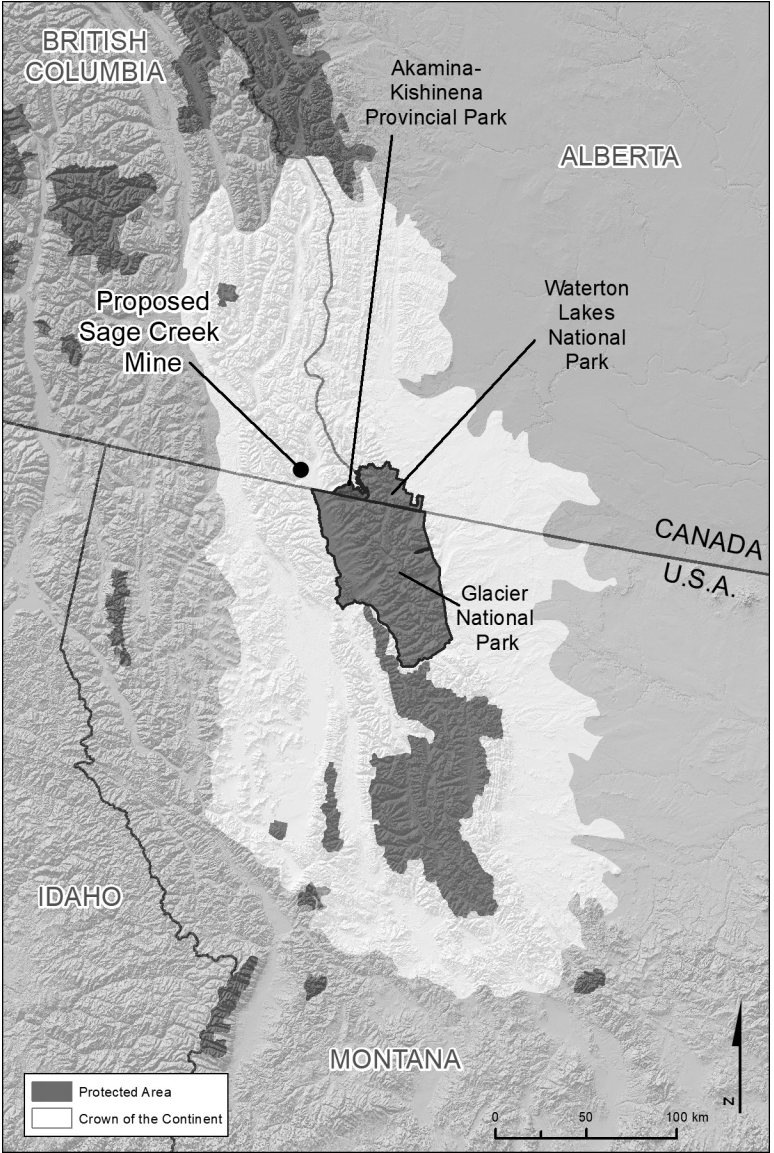 BRITISH
COLUMBIA
Akamina-
Kishinena
Provincial Park
ALBERTA
Proposed
Sage Creek
Mine
Waterton
Lakes
National
Park
CANADA
U.S.A.
Glacier
National
Park
IDAHO
MONTANA
Protected Area
Crown of the Continent
N
0 50 100 km